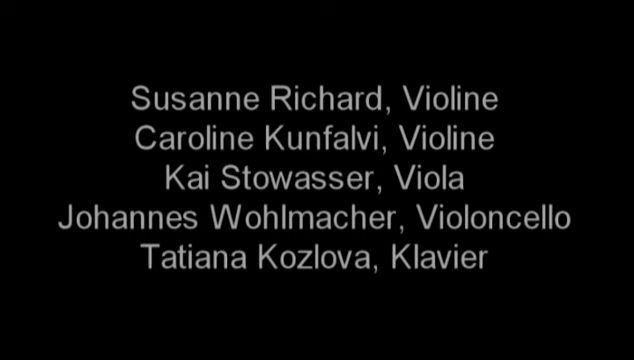 Susanne Richard, Violine
Caroline Kunfalvi, Violine
Kai Stowasser, Viola
Johannes Wohlmacher, Violoncello
Tatiana Kozlova, Klavier